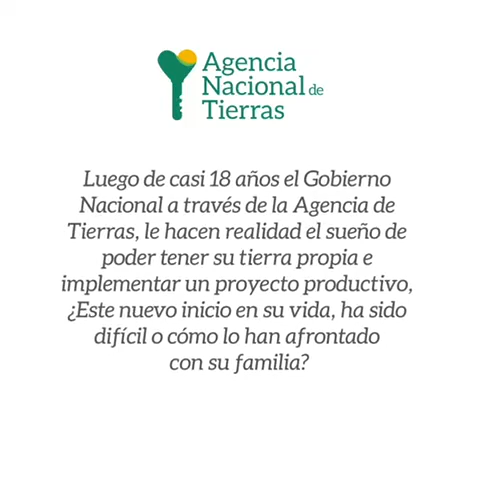 Agencia
Nacional de
Tierras
Luego de casi 18 años el Gobierno
Nacional a través de la Agencia de
Tierras, le hacen realidad el sueño de
poder tener su tierra propia e
implementar un proyecto productivo,
¿Este nuevo inicio en su vida, ha sido
difícil o cómo lo han afrontado
con su familia?